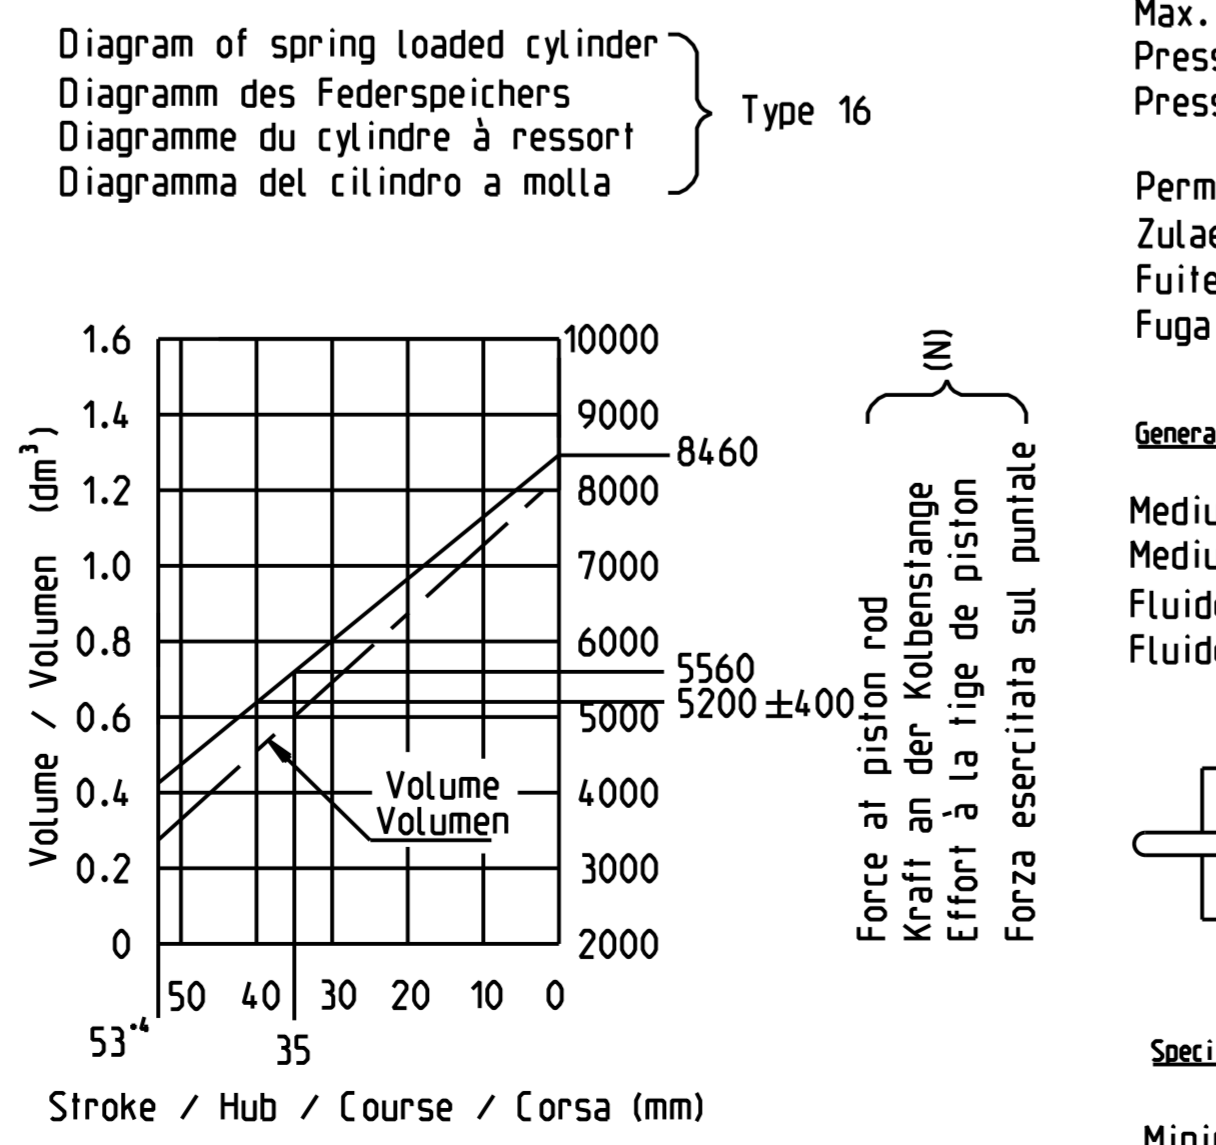 Diagram of spring loaded cylinder
Diagramm des Federspeichers
Diagramme du cylindre à ressort
Diagramma del cilindro a molla
Type 16
Max.
Perm
Fuga
1.6
1.4
1.2
1.0
0.8
0.6
0.4
0.2
0
Volume / Volumen (dm³)
10000
9000
8460
8000
7000
6000
5560
5200 ±400
5000
4000
3000
2000
Volume
Volumen
(N)
Force at piston rod
Kraft an der Kolbenstange
Effort à la tige de piston
Forza esercitata sul puntale
50 40 30 20 10 0
53.4
35
Stroke / Hub / Course / Corsa (mm)